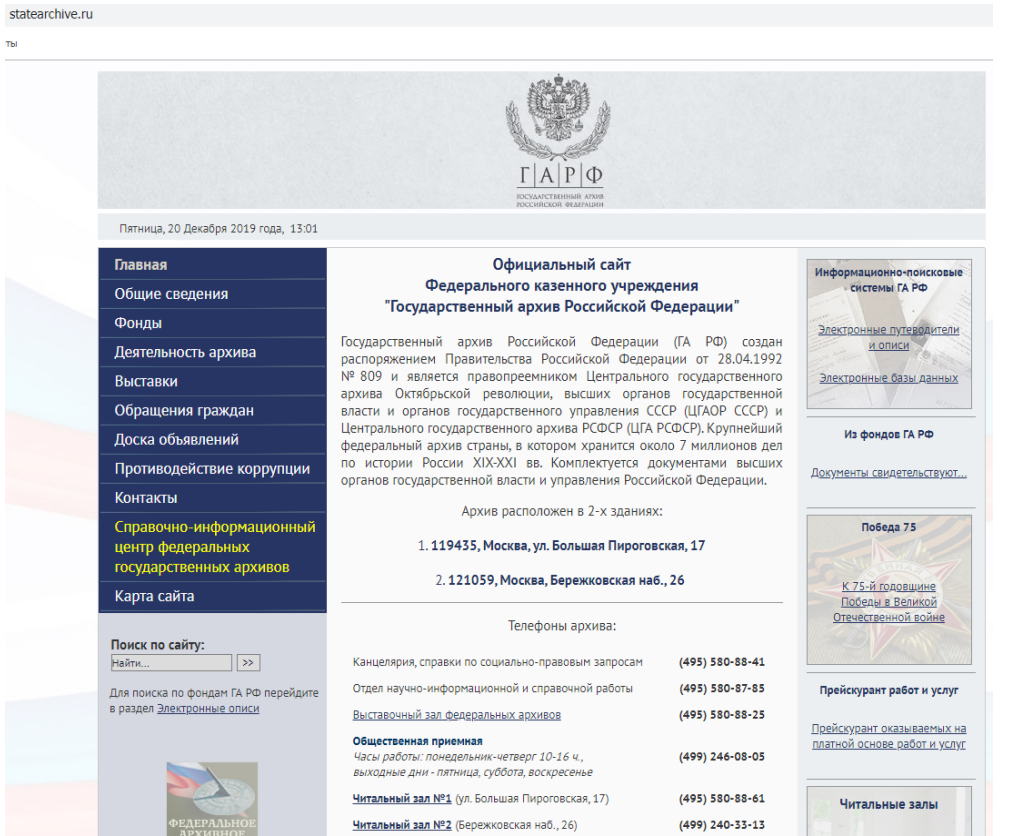 statearchive.ru
ты
Г|А|Р|Ф
ГОСУДАРСТВЕННЫЙ АРХИВ
РОССИЙСКОЙ ФЕДЕРАЦИИ
Пятница, 20 Декабря 2019 года, 13:01
Главная
Общие сведения
Фонды
Деятельность архива
Выставки
Обращения граждан
Доска объявлений
Противодействие коррупции
Контакты
Справочно-информационный
центр федеральных
государственных архивов
Карта сайта
Поиск по сайту:
Найти...
>>
Для поиска по фондам ГА РФ перейдите
в раздел Электронные описи
ФЕДЕРАЛЬНОЕ
АРХИВНОЕ
Официальный сайт
Федерального казенного учреждения
"Государственный архив Российской Федерации"
Государственный архив Российской Федерации (ГА РФ) создан
распоряжением Правительства Российской Федерации от 28.04.1992
№ 809 и является правопреемником Центрального государственного
архива Октябрьской революции, высших органов государственной
власти и органов государственного управления СССР (ЦГАОР СССР) и
Центрального государственного архива РСФСР (ЦГА РСФСР). Крупнейший
федеральный архив страны, в котором хранится около 7 миллионов дел
по истории России XIX-XXI вв. Комплектуется документами высших
органов государственной власти и управления Российской Федерации.
Архив расположен в 2-х зданиях:
1. 119435, Москва, ул. Большая Пироговская, 17
2. 121059, Москва, Бережковская наб., 26
Телефоны архива:
Канцелярия, справки по социально-правовым запросам (495) 580-88-41
Отдел научно-информационной и справочной работы (495) 580-87-85
Выставочный зал федеральных архивов (495) 580-88-25
Общественная приемная
Часы работы: понедельник-четверг 10-16 ч., (499) 246-08-05
выходные дни - пятница, суббота, воскресенье
Читальный зал №1 (ул. Большая Пироговская, 17) (495) 580-88-61
Читальный зал №2 (Бережковская наб., 26) (499) 240-33-13
Информационно-поисковые
системы ГА РФ
Электронные путеводители
и описи
Электронные базы данных
Из фондов ГА РФ
Документы свидетельствуют...
Победа 75
К 75-й годовщине
Победы в Великой
Отечественной войне
Прейскурант работ и услуг
Прейскурант оказываемых на
платной основе работ и услуг
Читальные залы